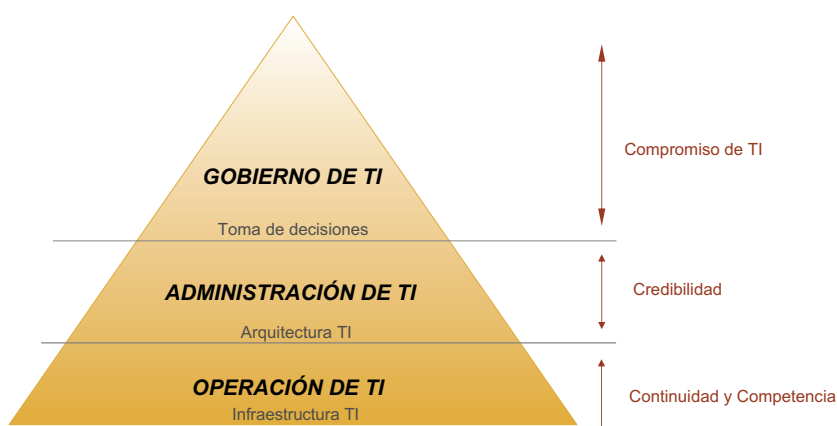 Compromiso de TI
GOBIERNO DE TI
Toma de decisiones
ADMINISTRACIÓN DE TI
Credibilidad
Arquitectura TI
OPERACIÓN DE TI
Continuidad y Competencia
Infraestructura TI